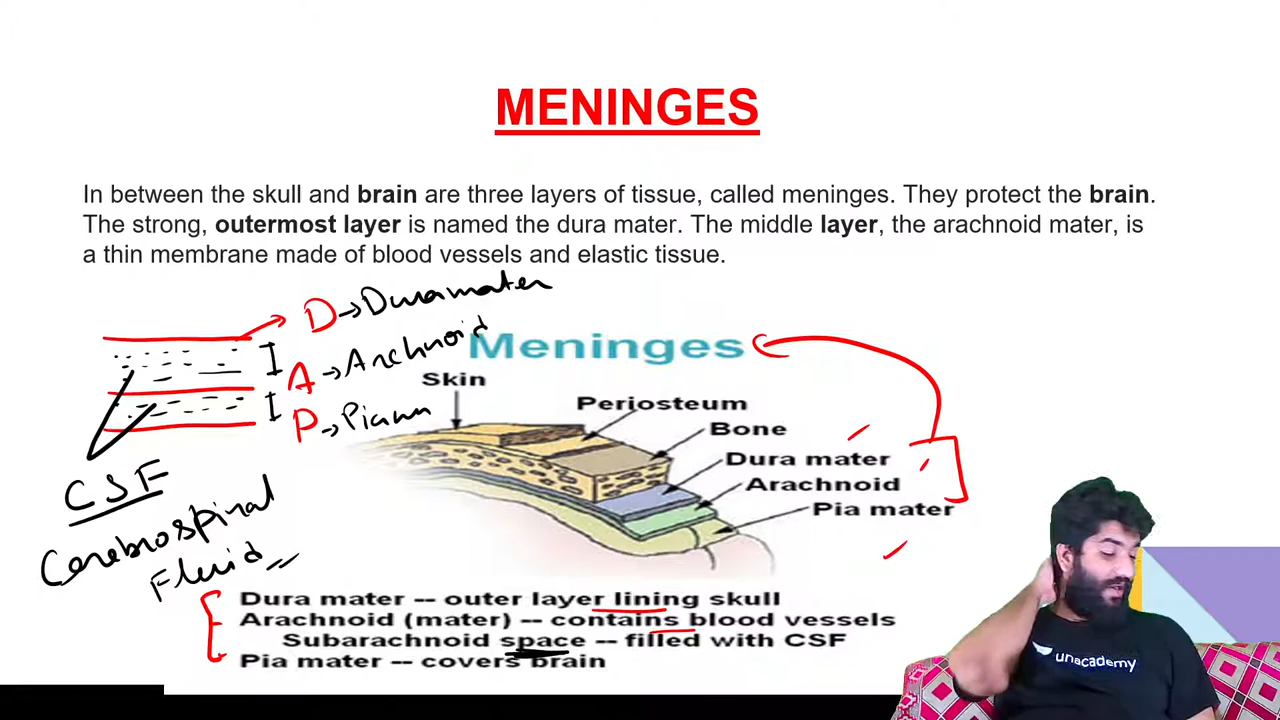 MENINGES
In between the skull and brain are three layers of tissue, called meninges. They protect the brain.
The strong, outermost layer is named the dura mater. The middle layer, the arachnoid mater, is
a thin membrane made of blood vessels and elastic tissue.
D → Duramater
A → Arachnoid
P →
CSF
Cerebrospinal
Fluid
Meninges
Skin
Periosteum
Bone
Dura mater
Arachnoid
Pia mater
Dura mater -- outer layer lining skull
Arachnoid (mater) -- contains blood vessels
Subarachnoid space -- filled with CSF
Pia mater -- covers brain
unacademy